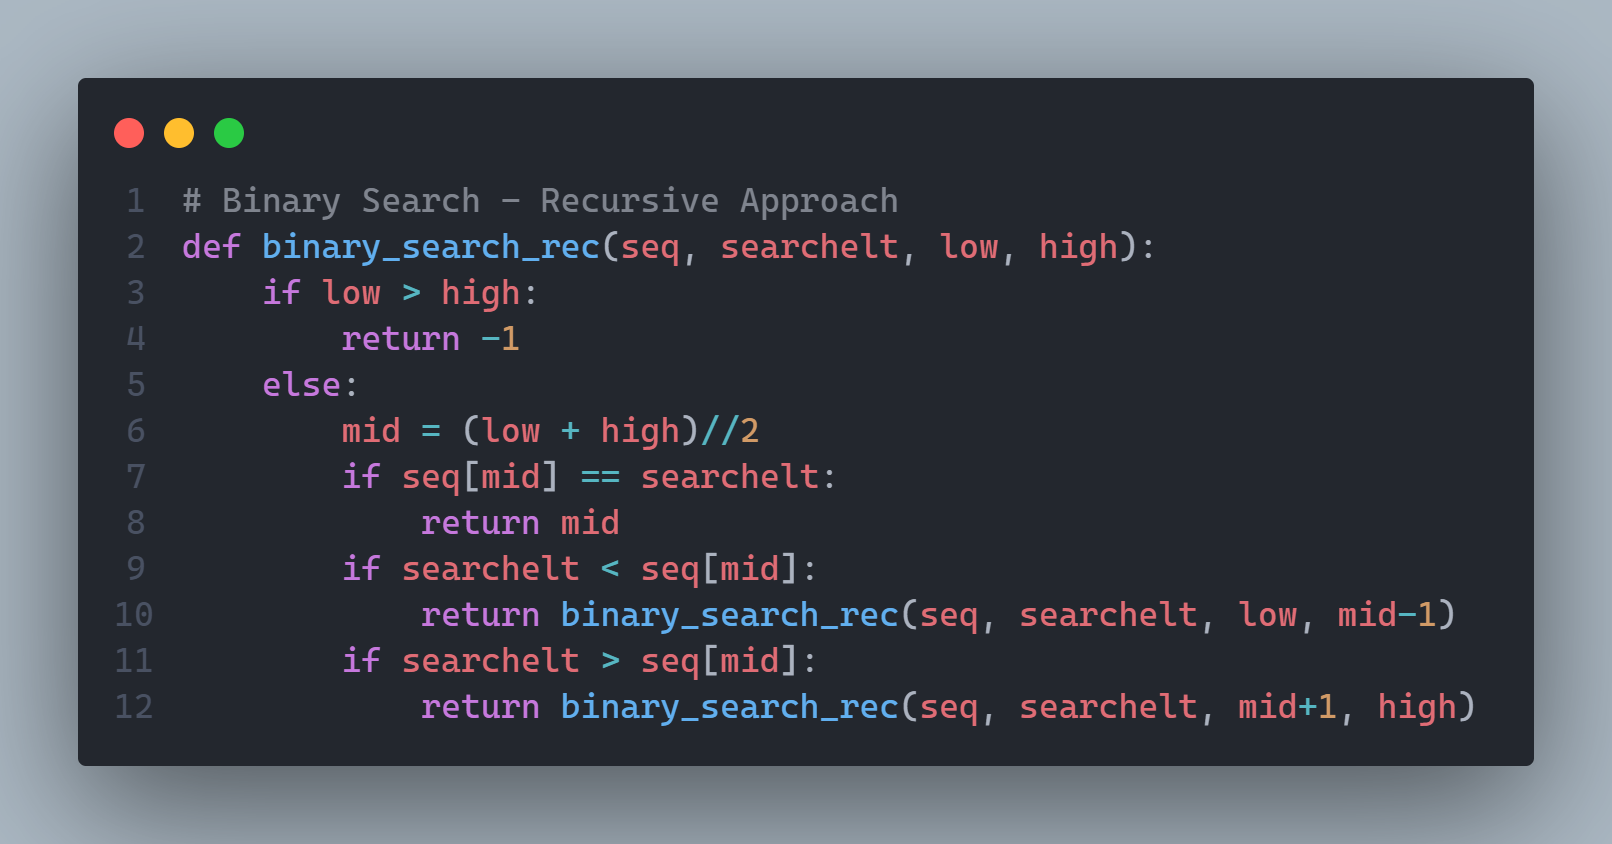 1 # Binary Search - Recursive Approach
2 def binary_search_rec(seq, searchelt, low, high):
3     if low > high:
4         return -1
5     else:
6         mid = (low + high)//2
7         if seq[mid] == searchelt:
8             return mid
9         if searchelt < seq[mid]:
10             return binary_search_rec(seq, searchelt, low, mid-1)
11         if searchelt > seq[mid]:
12             return binary_search_rec(seq, searchelt, mid+1, high)